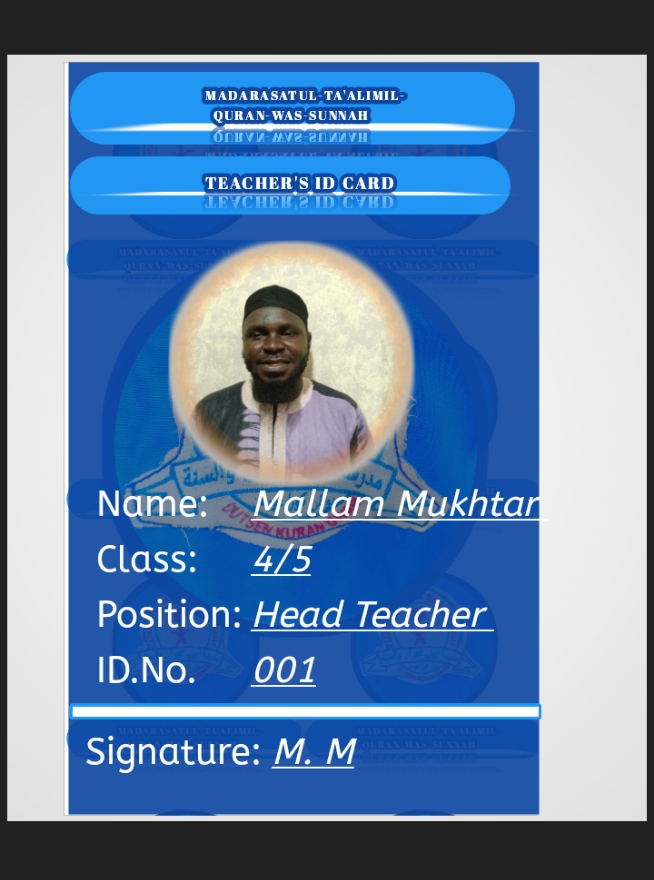 MADARASATUL-TA'ALIMIL-
QURAN-WAS-SUNNAH
TEACHER'S ID CARD
Name: Mallam Mukhtar
Class: 4/5
Position: Head Teacher
ID.No. 001
Signature: M. M